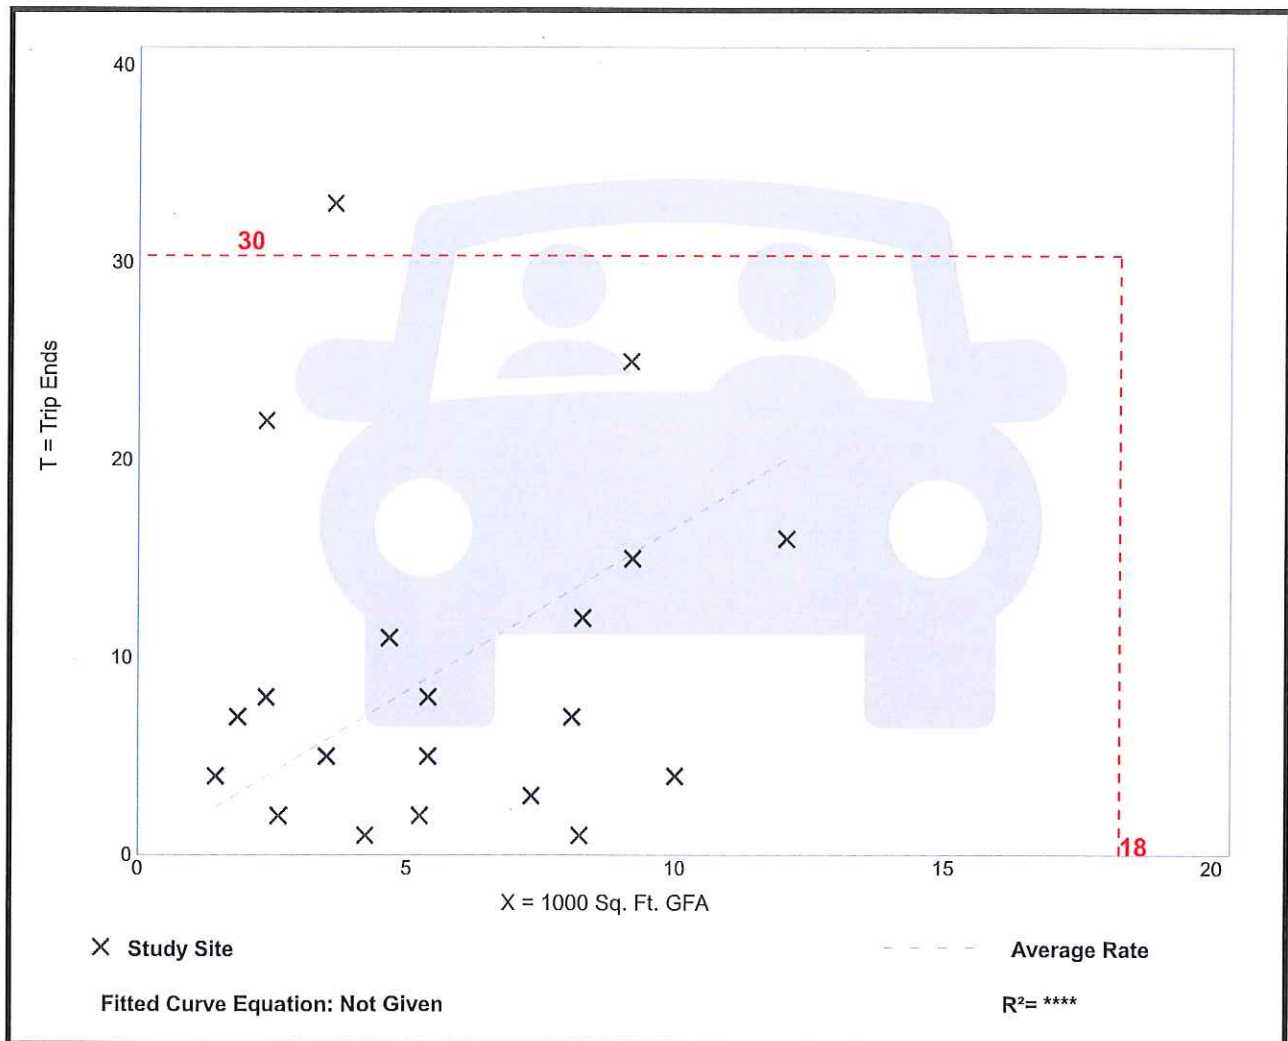 40
30
30
T = Trip Ends
20
10
0
0 5 10 15 20
18
X = 1000 Sq. Ft. GFA
Study Site
Average Rate
Fitted Curve Equation: Not Given
R²= ****